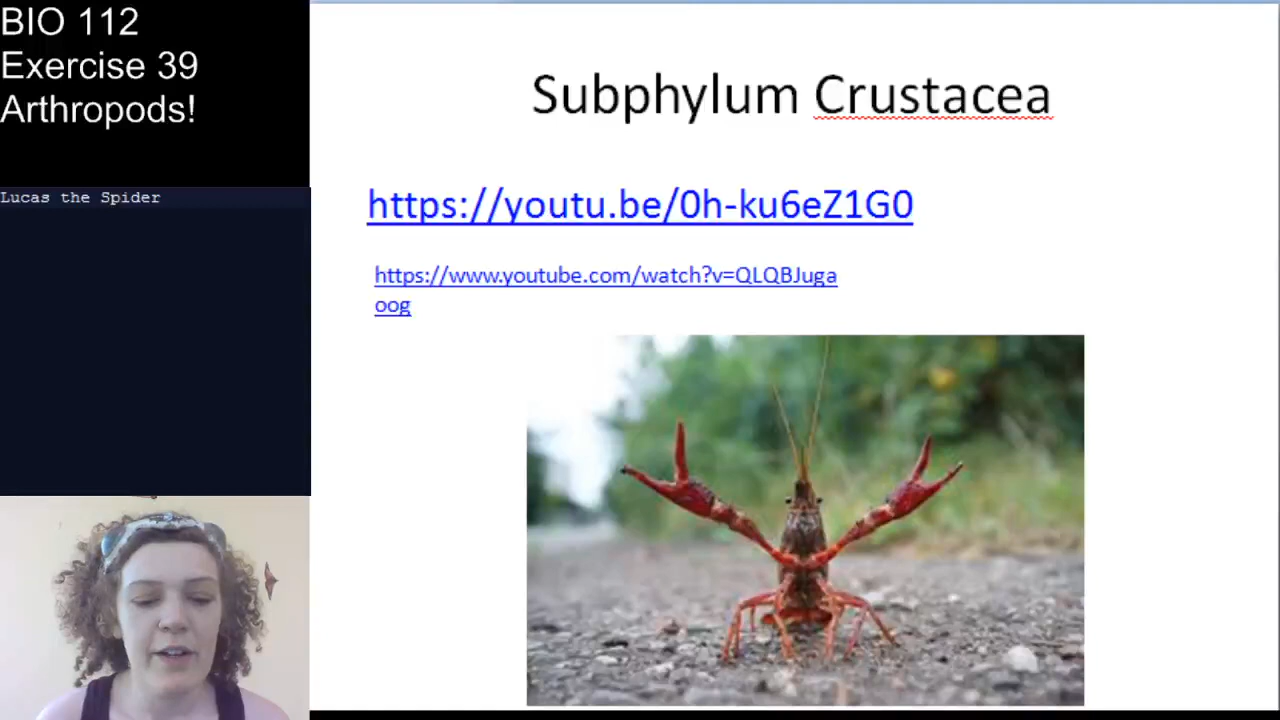 BIO 112
Exercise 39
Arthropods!
Lucas the Spider
Subphylum Crustacea
https://youtu.be/0h-ku6eZ1G0
https://www.youtube.com/watch?v=QLQBJuga
oog